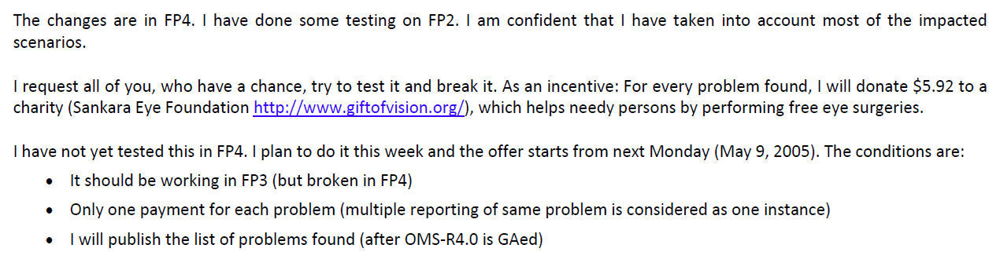 The changes are in FP4. I have done some testing on FP2. I am confident that I have taken into account most of the impacted
scenarios.
I request all of you, who have a chance, try to test it and break it. As an incentive: For every problem found, I will donate $5.92 to a
charity (Sankara Eye Foundation http://www.giftofvision.org/), which helps needy persons by performing free eye surgeries.
I have not yet tested this in FP4. I plan to do it this week and the offer starts from next Monday (May 9, 2005). The conditions are:
• It should be working in FP3 (but broken in FP4)
• Only one payment for each problem (multiple reporting of same problem is considered as one instance)
• I will publish the list of problems found (after OMS-R4.0 is GAed)